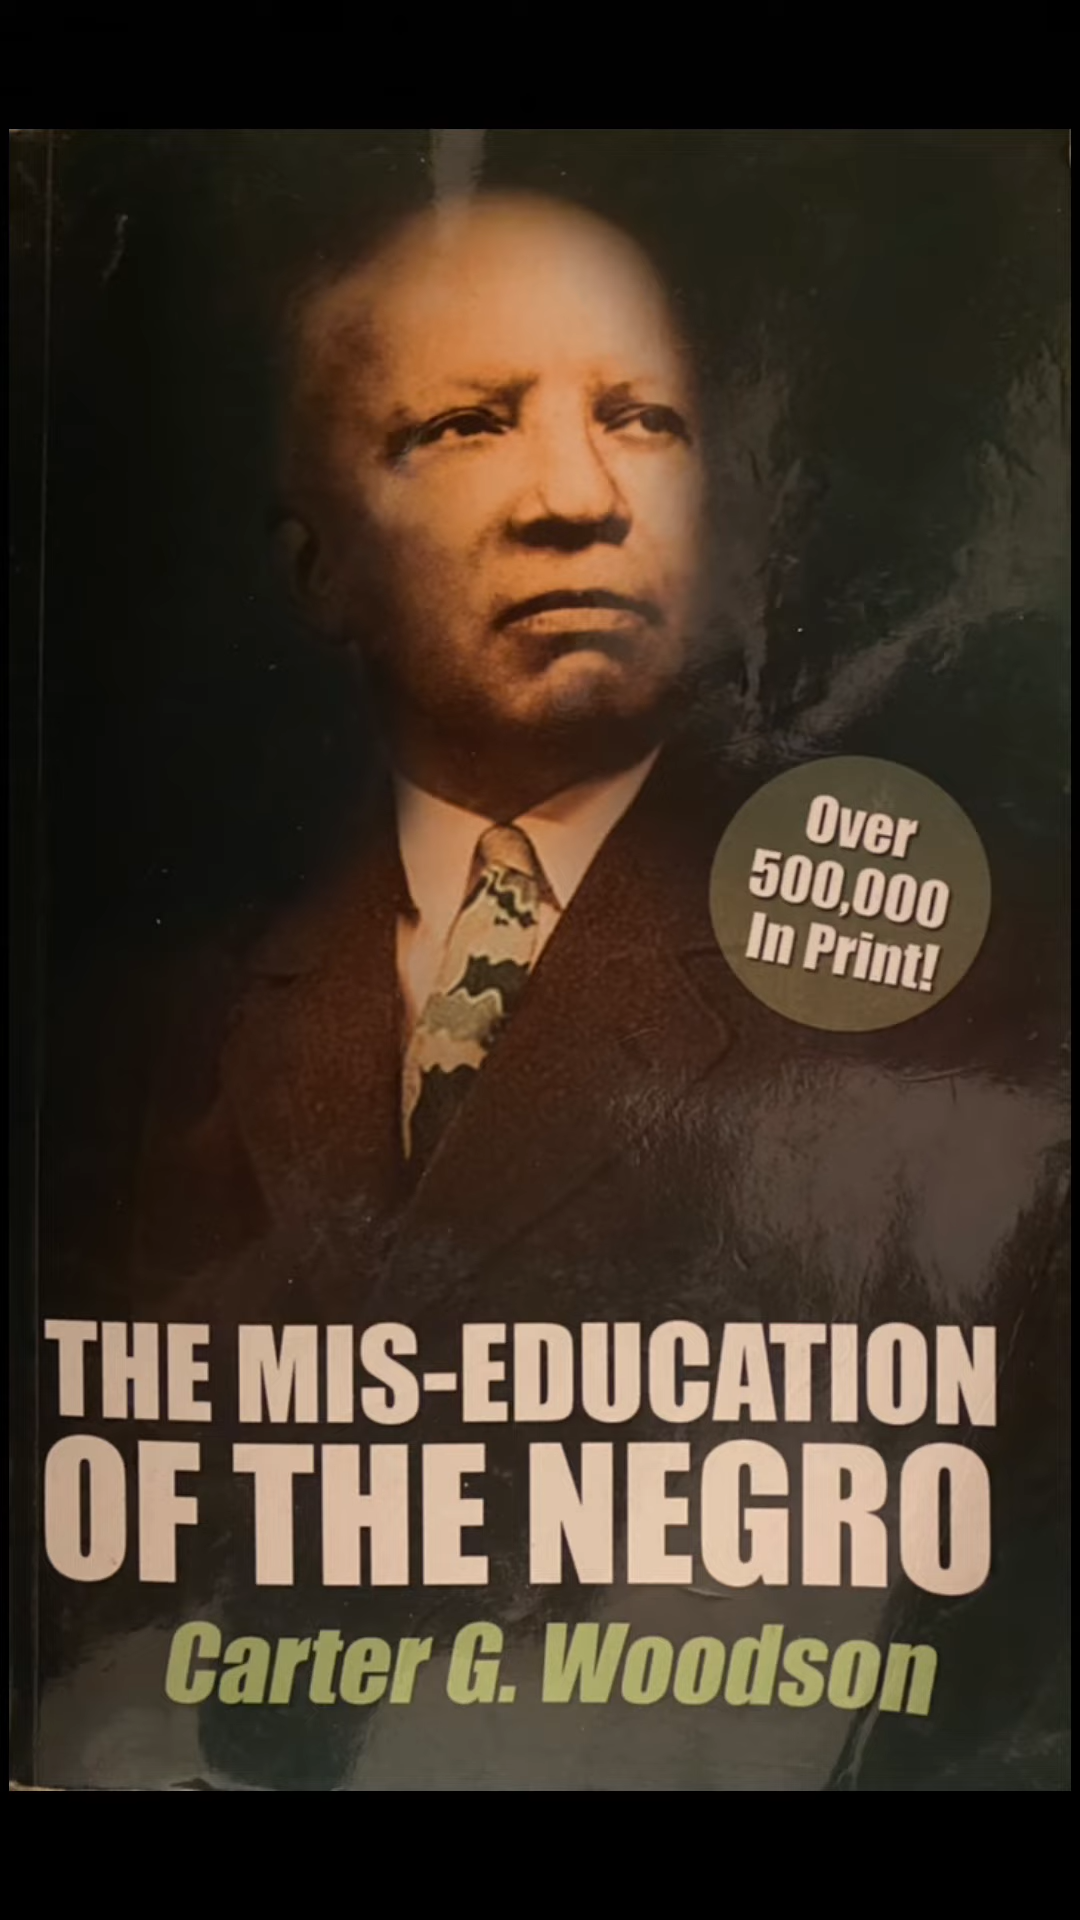 Over
500,000
In Print!
THE MIS-EDUCATION
OF THE NEGRO
Carter G. Woodson